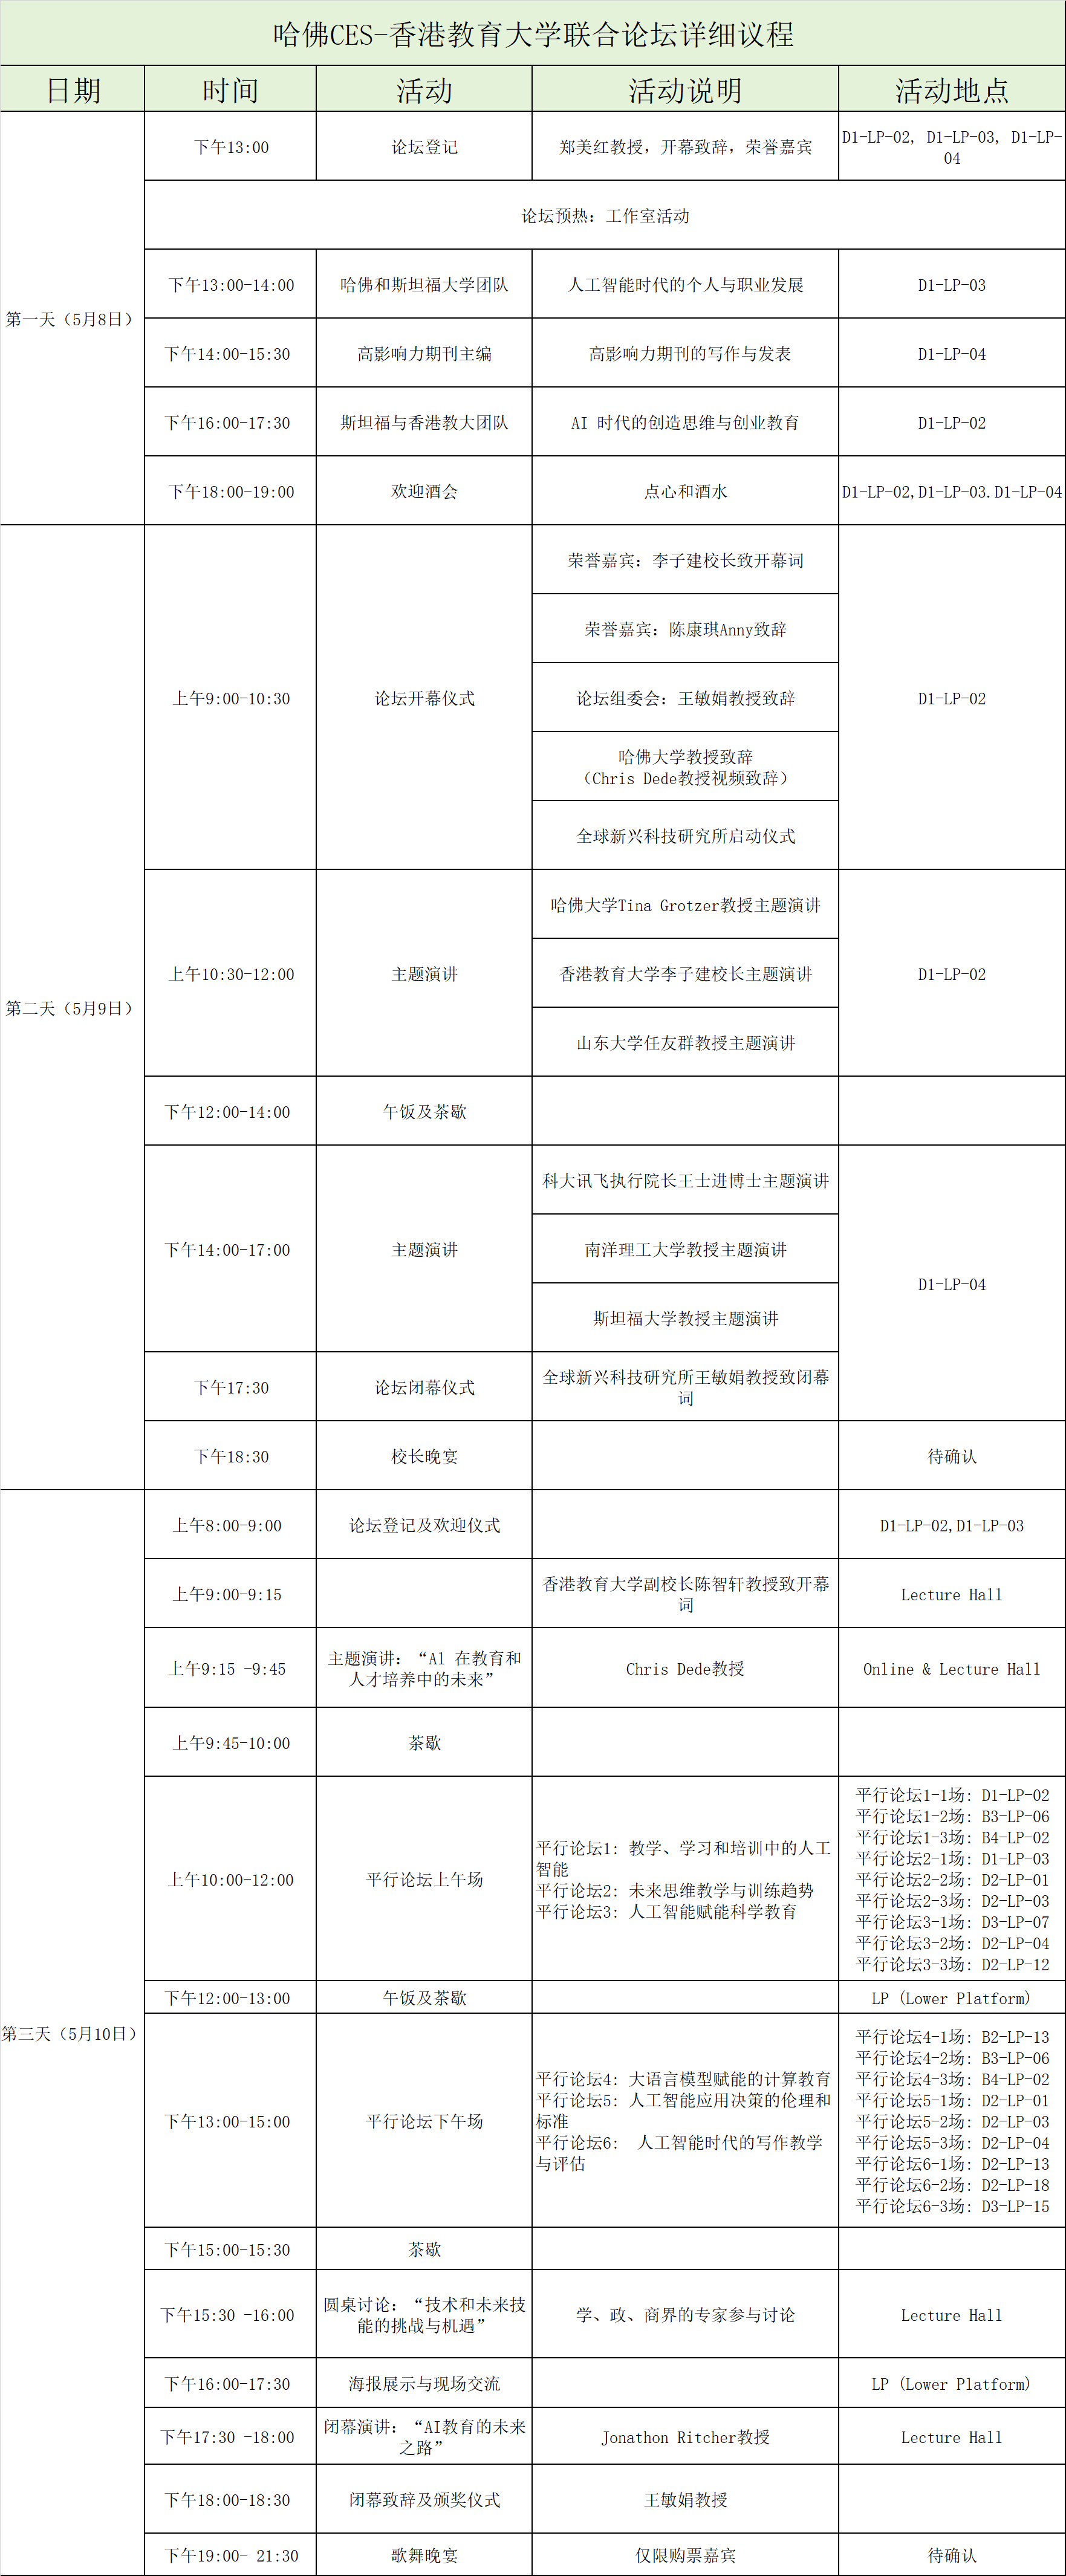 哈佛CES-香港教育大学联合论坛详细议程
日期 时间 活动 活动说明 活动地点
第一天（5月8日）
下午13:00 论坛登记 郑美红教授，开幕致辞，荣誉嘉宾 D1-LP-02, D1-LP-03, D1-LP-
04
论坛预热：工作室活动
下午13:00-14:00 哈佛和斯坦福大学团队 人工智能时代的个人与职业发展 D1-LP-03
下午14:00-15:30 高影响力期刊主编 高影响力期刊的写作与发表 D1-LP-04
下午16:00-17:30 斯坦福与香港教大团队 AI 时代的创造思维与创业教育 D1-LP-02
下午18:00-19:00 欢迎酒会 点心和酒水 D1-LP-02,D1-LP-03.D1-LP-04
第二天（5月9日）
上午9:00-10:30 论坛开幕仪式
荣誉嘉宾：李子建校长致开幕词
荣誉嘉宾：陈康琪Anny致辞
论坛组委会：王敏娟教授致辞
哈佛大学教授致辞
（Chris Dede教授视频致辞）
全球新兴科技研究所启动仪式
D1-LP-02
上午10:30-12:00 主题演讲
哈佛大学Tina Grotzer教授主题演讲
香港教育大学李子建校长主题演讲
山东大学任友群教授主题演讲
D1-LP-02
下午12:00-14:00 午饭及茶歇
下午14:00-17:00 主题演讲
科大讯飞执行院长王士进博士主题演讲
南洋理工大学教授主题演讲
斯坦福大学教授主题演讲
D1-LP-04
下午17:30 论坛闭幕仪式 全球新兴科技研究所王敏娟教授致闭幕
词
下午18:30 校长晚宴 待确认
第三天（5月10日）
上午8:00-9:00 论坛登记及欢迎仪式 D1-LP-02,D1-LP-03
上午9:00-9:15 香港教育大学副校长陈智轩教授致开幕
词
Lecture Hall
上午9:15 -9:45 主题演讲：“Al 在教育和
人才培养中的未来”
Chris Dede教授 Online & Lecture Hall
上午9:45-10:00 茶歇
上午10:00-12:00 平行论坛上午场
平行论坛1: 教学、学习和培训中的人工
智能
平行论坛2: 未来思维教学与训练趋势
平行论坛3: 人工智能赋能科学教育
平行论坛1-1场: D1-LP-02
平行论坛1-2场: B3-LP-06
平行论坛1-3场: B4-LP-02
平行论坛2-1场: D1-LP-03
平行论坛2-2场: D2-LP-01
平行论坛2-3场: D2-LP-03
平行论坛3-1场: D3-LP-07
平行论坛3-2场: D2-LP-04
平行论坛3-3场: D2-LP-12
下午12:00-13:00 午饭及茶歇 LP (Lower Platform)
下午13:00-15:00 平行论坛下午场
平行论坛4: 大语言模型赋能的计算教育
平行论坛5: 人工智能应用决策的伦理和
标准
平行论坛6: 人工智能时代的写作教学
与评估
平行论坛4-1场: B2-LP-13
平行论坛4-2场: B3-LP-06
平行论坛4-3场: B4-LP-02
平行论坛5-1场: D2-LP-01
平行论坛5-2场: D2-LP-03
平行论坛5-3场: D2-LP-04
平行论坛6-1场: D2-LP-13
平行论坛6-2场: D2-LP-18
平行论坛6-3场: D3-LP-15
下午15:00-15:30 茶歇
下午15:30 -16:00 圆桌讨论：“技术和未来技
能的挑战与机遇”
学、政、商界的专家参与讨论 Lecture Hall
下午16:00-17:30 海报展示与现场交流 LP (Lower Platform)
下午17:30 -18:00 闭幕演讲：“AI教育的未来
之路”
Jonathon Ritcher教授 Lecture Hall
下午18:00-18:30 闭幕致辞及颁奖仪式 王敏娟教授
下午19:00- 21:30 歌舞晚宴 仅限购票嘉宾 待确认